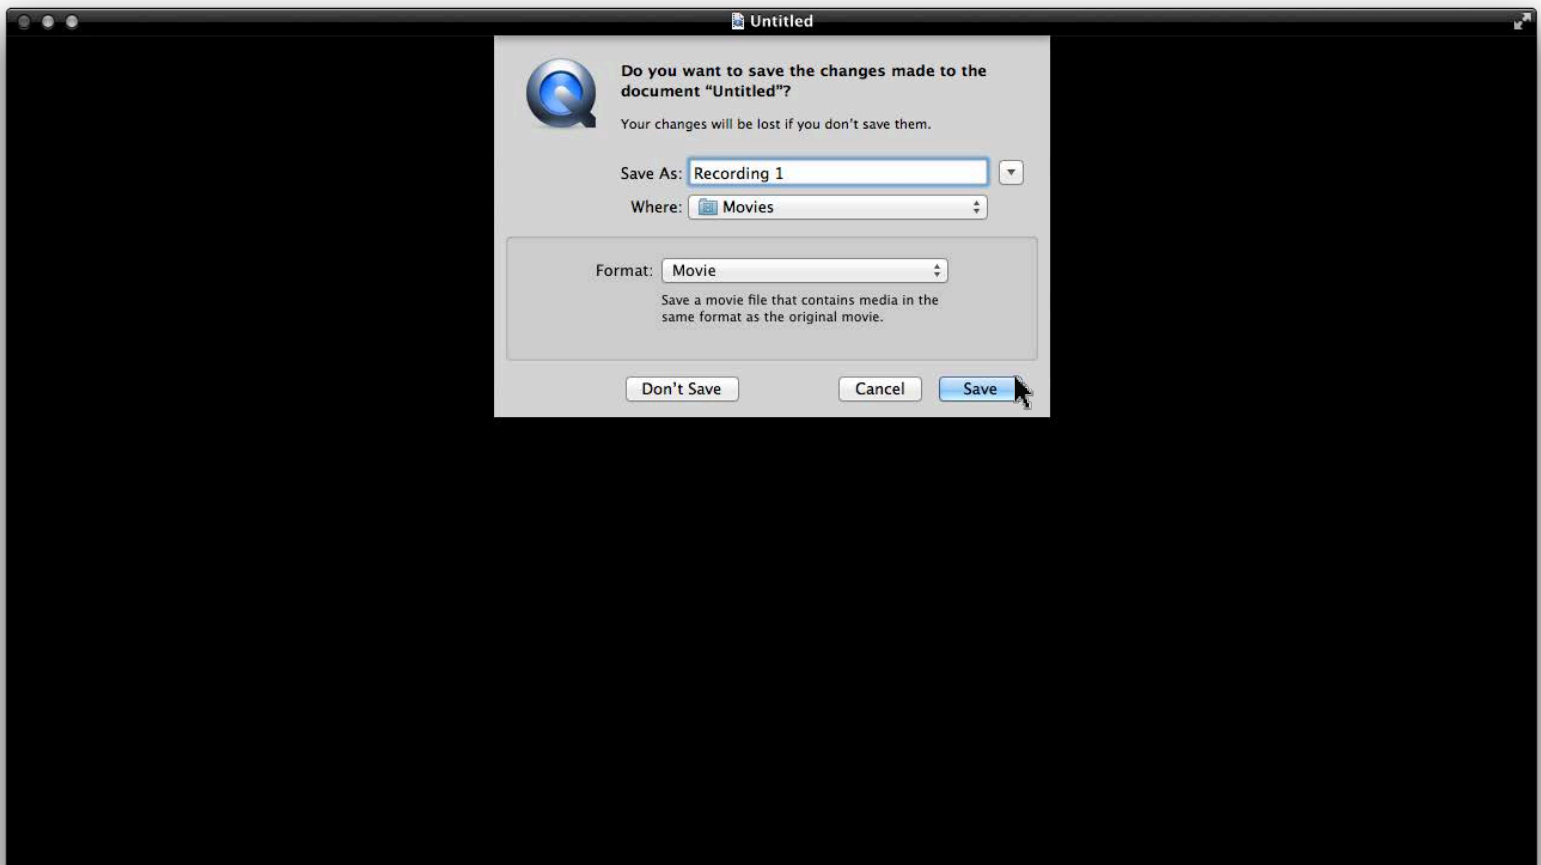 Untitled
Do you want to save the changes made to the
document “Untitled”?
Your changes will be lost if you don’t save them.
Save As: Recording 1
Where: Movies
Format: Movie
Save a movie file that contains media in the
same format as the original movie.
Don’t Save Cancel Save